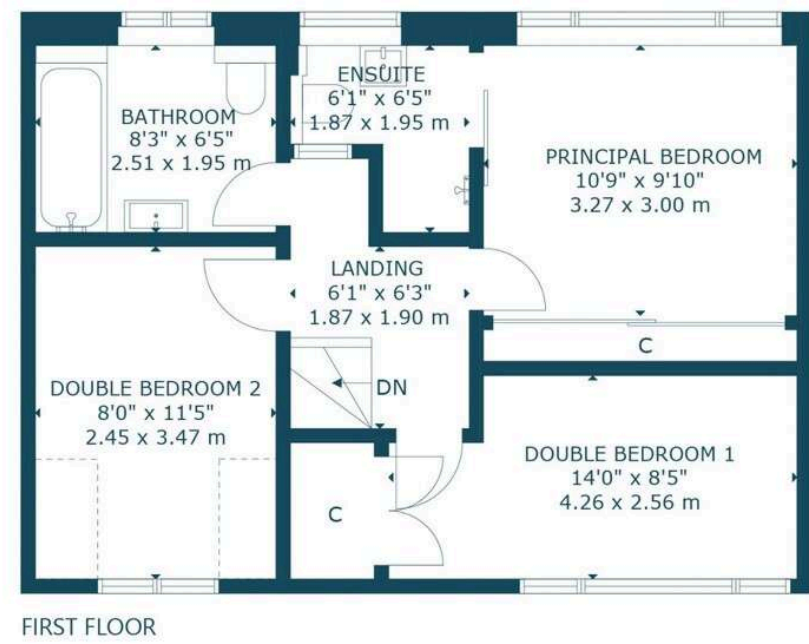 BATHROOM
8'3" x 6'5"
2.51 x 1.95 m
ENSUITE
6'1" x 6'5"
1.87 x 1.95 m
PRINCIPAL BEDROOM
10'9" x 9'10"
3.27 x 3.00 m
LANDING
6'1" x 6'3"
1.87 x 1.90 m
C
DN
DOUBLE BEDROOM 2
8'0" x 11'5"
2.45 x 3.47 m
DOUBLE BEDROOM 1
14'0" x 8'5"
4.26 x 2.56 m
C
FIRST FLOOR